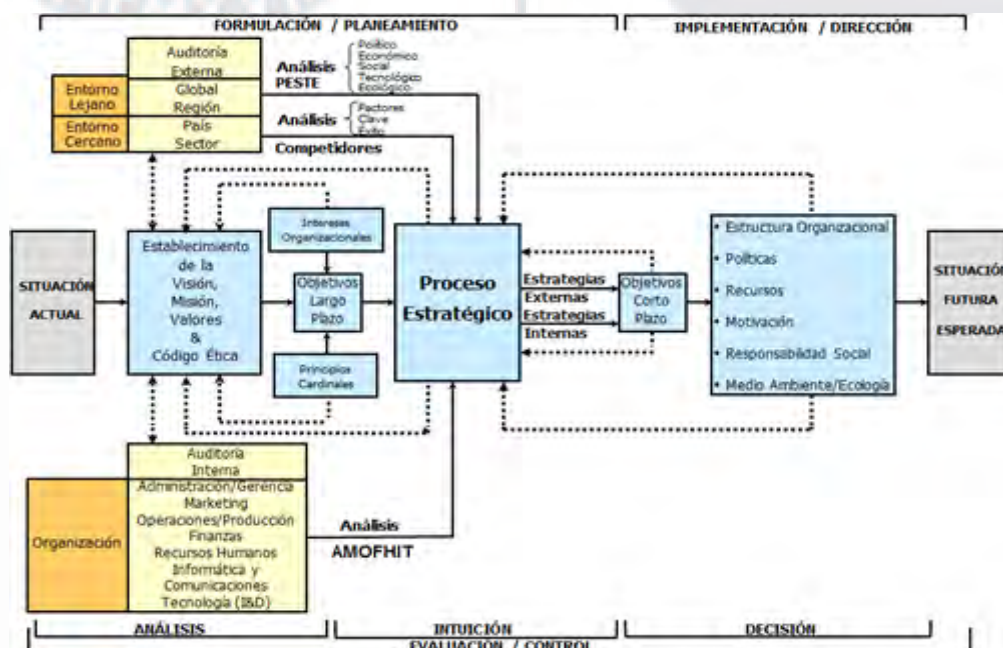 FORMULACIÓN / PLANEAMIENTO
IMPLEMENTACIÓN / DIRECCIÓN
Auditoría
Externa
Entorno
Lejano
Global
Región
Entorno
Cercano
País
Sector
Análisis
PESTE
Político
Económico
Social
Tecnológico
Ecológico
Análisis
Competidores
Factores
Clave
Éxito
SITUACIÓN
ACTUAL
Establecimiento
de la
Visión,
Misión,
Valores
&
Código Ética
Intereses
Organizacionales
Objetivos
Largo
Plazo
Principios
Cardinales
Proceso
Estratégico
Estrategias
Externas
Estrategias
Internas
Objetivos
Corto
Plazo
• Estructura Organizacional
• Políticas
• Recursos
• Motivación
• Responsabilidad Social
• Medio Ambiente/Ecología
SITUACIÓN
FUTURA
ESPERADA
Auditoría
Interna
Organización
Administración/Gerencia
Marketing
Operaciones/Producción
Finanzas
Recursos Humanos
Informática y
Comunicaciones
Tecnología (I&D)
Análisis
AMOFHIT
ANÁLISIS
INTUICIÓN
DECISIÓN
EVALUACIÓN / CONTROL